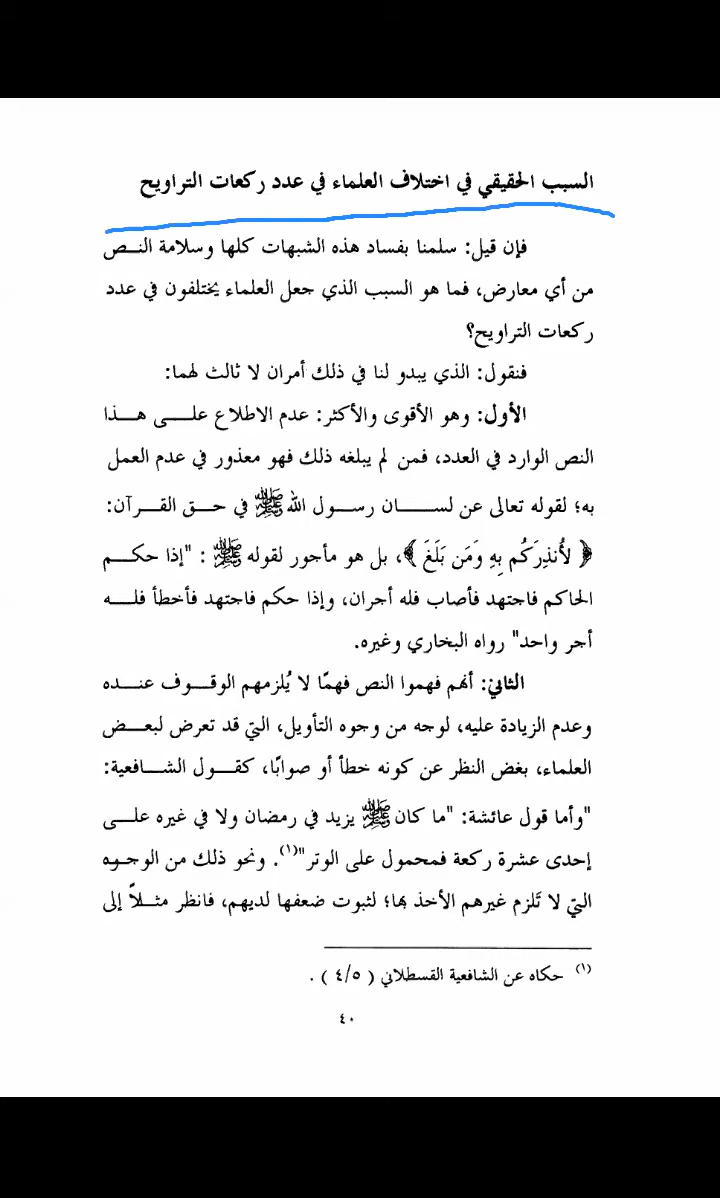 السبب الحقيقي في اختلاف العلماء في عدد ركعات التراويح
فإن قيل: سلمنا بفساد هذه الشبهات كلها وسلامة النص
من أي معارض، فما هو السبب الذي جعل العلماء يختلفون في عدد
ركعات التراويح؟
فنقول: الذي يبدو لنا في ذلك أمران لا ثالث لهما:
الأول: وهو الأقوى والأكثر: عدم الاطلاع على هذا
النص الوارد في العدد، فمن لم يبلغه ذلك فهو معذور في عدم العمل
به؛ لقوله تعالى عن لسان رسول الله ﷺ في حق القرآن:
﴿ لأُنذِرَكُم بِهِ وَمَن بَلَغَ ﴾، بل هو مأجور لقوله ﷺ : "إذا حكم
الحاكم فاجتهد فأصاب فله أجران، وإذا حكم فاجتهد فأخطأ فله
أجر واحد" رواه البخاري وغيره.
الثاني: أنهم فهموا النص فهمًا لا يُلزمهم الوقوف عنده
وعدم الزيادة عليه، لوجه من وجوه التأويل، التي قد تعرض لبعض
العلماء، بغض النظر عن كونه خطأ أو صوابًا، كقول الشافعية:
"وأما قول عائشة: "ما كان ﷺ يزيد في رمضان ولا في غيره على
إحدى عشرة ركعة فمحمول على الوتر"(١). ونحو ذلك من الوجوه
التي لا تَلزم غيرهم الأخذ بها؛ لثبوت ضعفها لديهم، فانظر مثلاً إلى
(١) حكاه عن الشافعية القسطلاني ( ٤/٥ ) .
٤٠